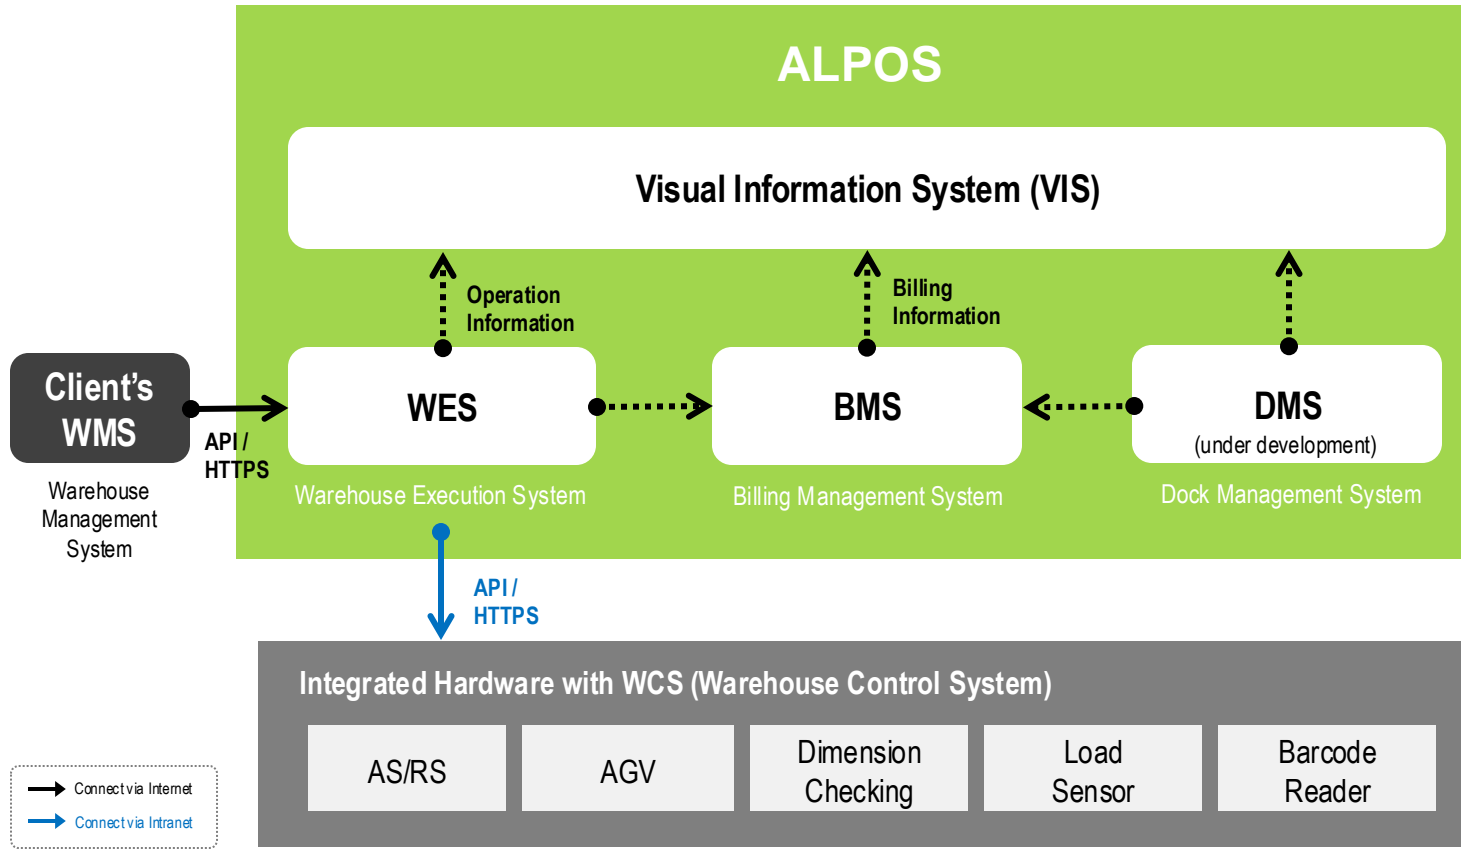 ALPOS
Visual Information System (VIS)
Operation
Information
Billing
Information
Client's
WMS
API /
HTTPS
Warehouse
Management
System
WES
Warehouse Execution System
BMS
Billing Management System
DMS
(under development)
Dock Management System
API /
HTTPS
Integrated Hardware with WCS (Warehouse Control System)
AS/RS
AGV
Dimension
Checking
Load
Sensor
Barcode
Reader
Connect via Internet
Connect via Intranet